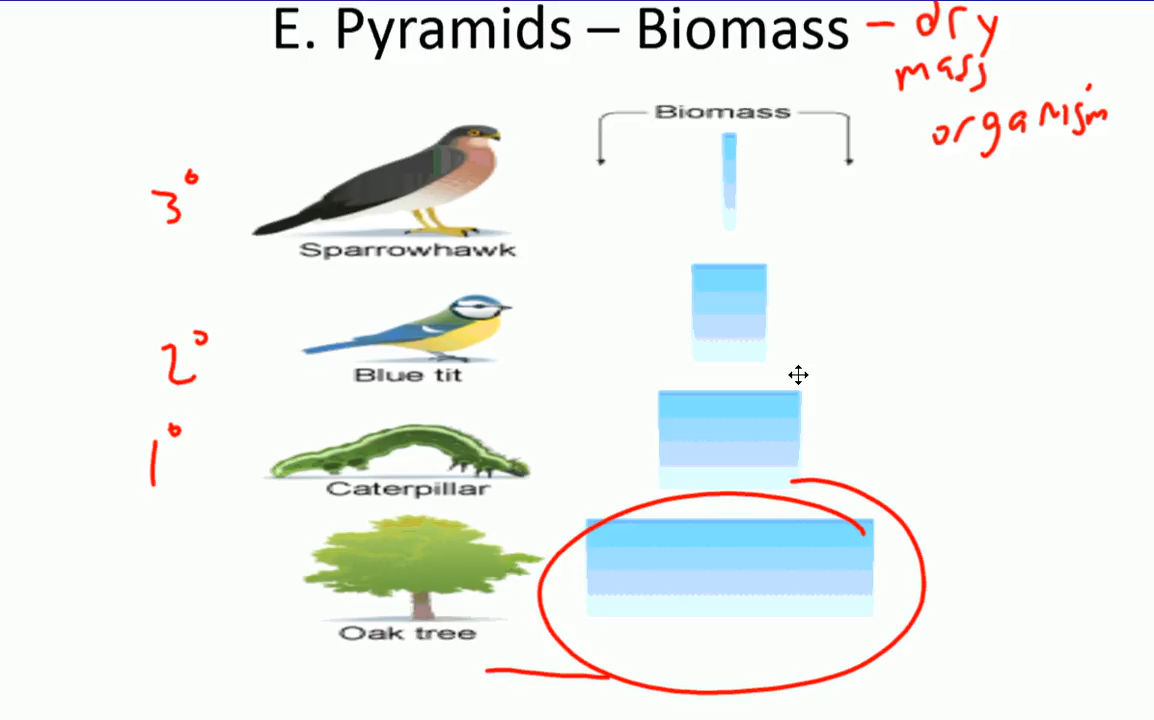 E. Pyramids – Biomass – dry
mass
organism
Biomass
3°
Sparrowhawk
2°
Blue tit
1°
Caterpillar
Oak tree